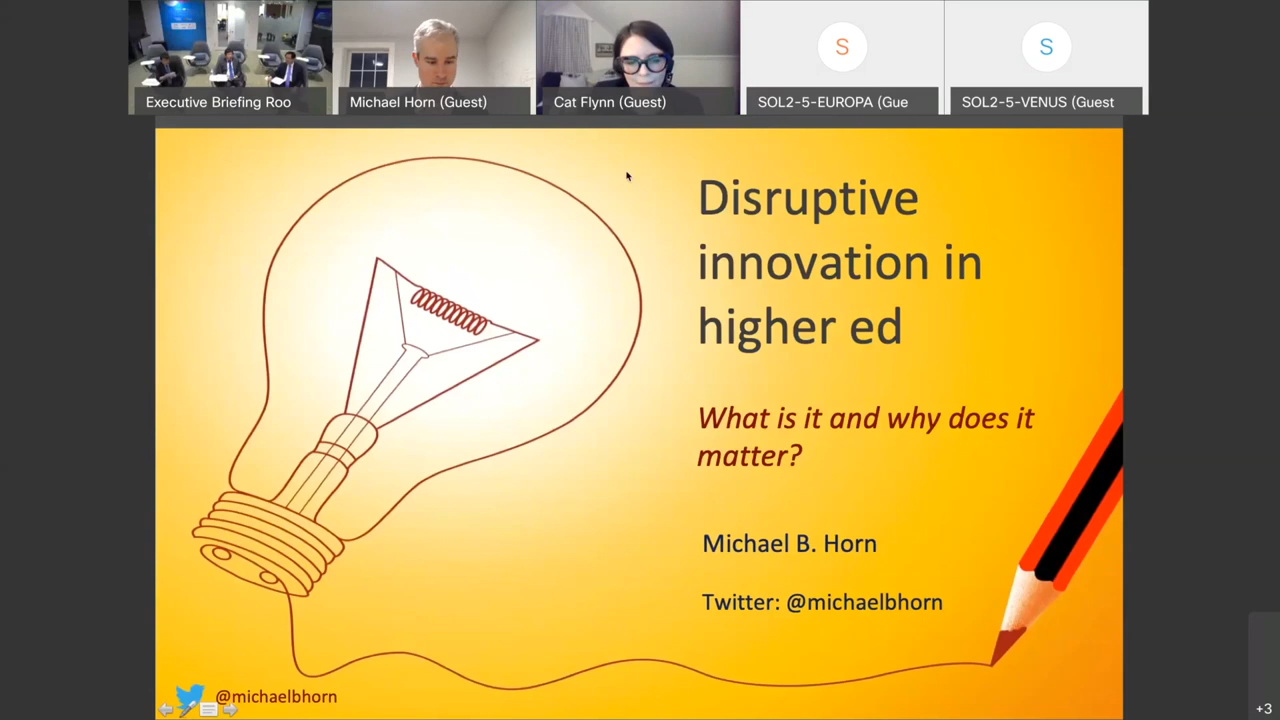 Executive Briefing Roo
Michael Horn (Guest)
Cat Flynn (Guest)
S
SOL2-5-EUROPA (Gue
S
SOL2-5-VENUS (Guest
Disruptive
innovation in
higher ed
What is it and why does it
matter?
Michael B. Horn
Twitter: @michaelbhorn
@michaelbhorn
+3